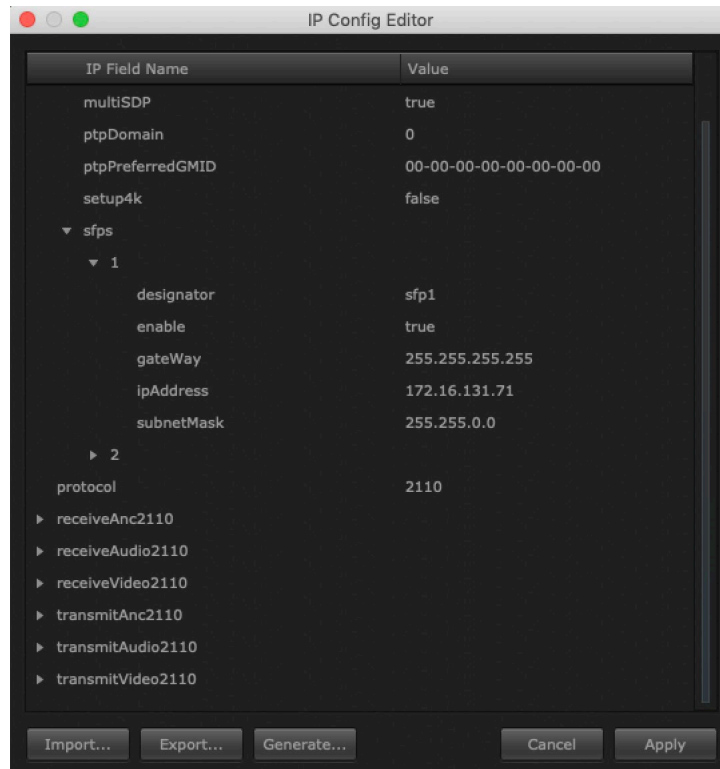 IP Config Editor
IP Field Name Value
multiSDP true
ptpDomain 0
ptpPreferredGMID 00-00-00-00-00-00-00-00
setup4k false
sfps
1
designator sfp1
enable true
gateWay 255.255.255.255
ipAddress 172.16.131.71
subnetMask 255.255.0.0
2
protocol 2110
receiveAnc2110
receiveAudio2110
receiveVideo2110
transmitAnc2110
transmitAudio2110
transmitVideo2110
Import... Export... Generate... Cancel Apply